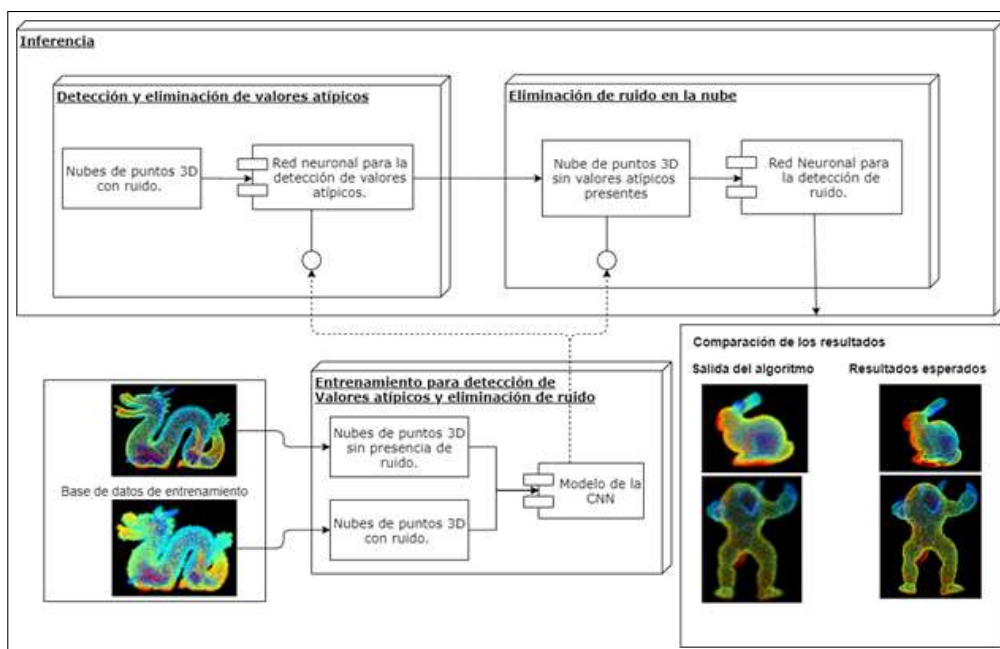 Inferencia
Detección y eliminación de valores atípicos
Nubes de puntos 3D
con ruido.
Red neuronal para la
detección de valores
atípicos.
Eliminación de ruido en la nube
Nube de puntos 3D
sin valores atípicos
presentes
Red Neuronal para
la detección de
ruido.
Base de datos de entrenamiento
Entrenamiento para detección de
Valores atípicos y eliminación de ruido
Nubes de puntos 3D
sin presencia de
ruido.
Nubes de puntos 3D
con ruido.
Modelo de la
CNN
Comparación de los resultados
Salida del algoritmo
Resultados esperados